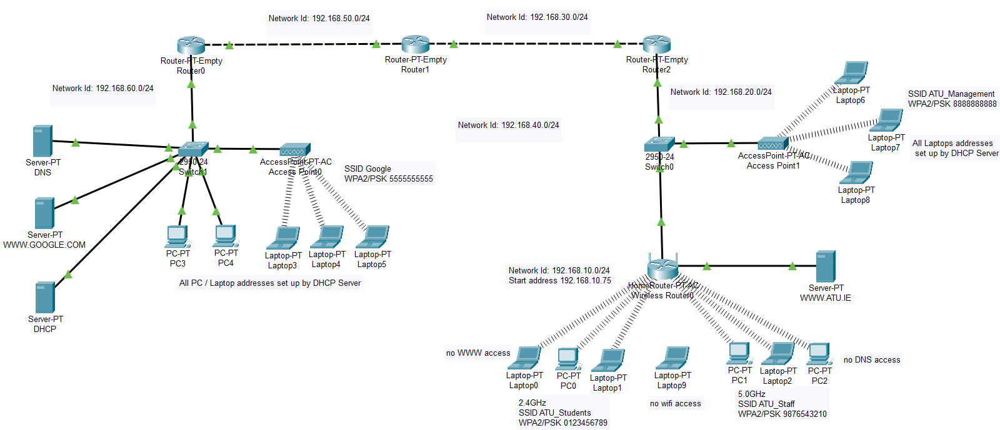 Network Id: 192.168.50.0/24
Network Id: 192.168.30.0/24
Router-PT-Empty
Router0
Router-PT-Empty
Router1
Router-PT-Empty
Router2
Network Id: 192.168.60.0/24
Network Id: 192.168.20.0/24
Network Id: 192.168.40.0/24
Laptop-PT
Laptop6
SSID ATU_Management
WPA2/PSK 8888888888
Laptop-PT
Laptop7
All Laptops addresses
set up by DHCP Server
Laptop-PT
Laptop8
Server-PT
DNS
2950-24
Switch1
AccessPoint-PT-AC
Access Point0
SSID Google
WPA2/PSK 5555555555
2950-24
Switch0
AccessPoint-PT-AC
Access Point1
Server-PT
WWW.GOOGLE.COM
PC-PT
PC3
PC-PT
PC4
Laptop-PT
Laptop3
Laptop-PT
Laptop4
Laptop-PT
Laptop5
All PC / Laptop addresses set up by DHCP Server
Server-PT
DHCP
Network Id: 192.168.10.0/24
Start address 192.168.10.75
HomeRouter-PT-AC
Wireless Router0
Server-PT
WWW.ATU.IE
no WWW access
Laptop-PT
Laptop0
PC-PT
PC0
Laptop-PT
Laptop1
2.4GHz
SSID ATU_Students
WPA2/PSK 0123456789
Laptop-PT
Laptop9
no wifi access
PC-PT
PC1
Laptop-PT
Laptop2
PC-PT
PC2
no DNS access
5.0GHz
SSID ATU_Staff
WPA2/PSK 9876543210